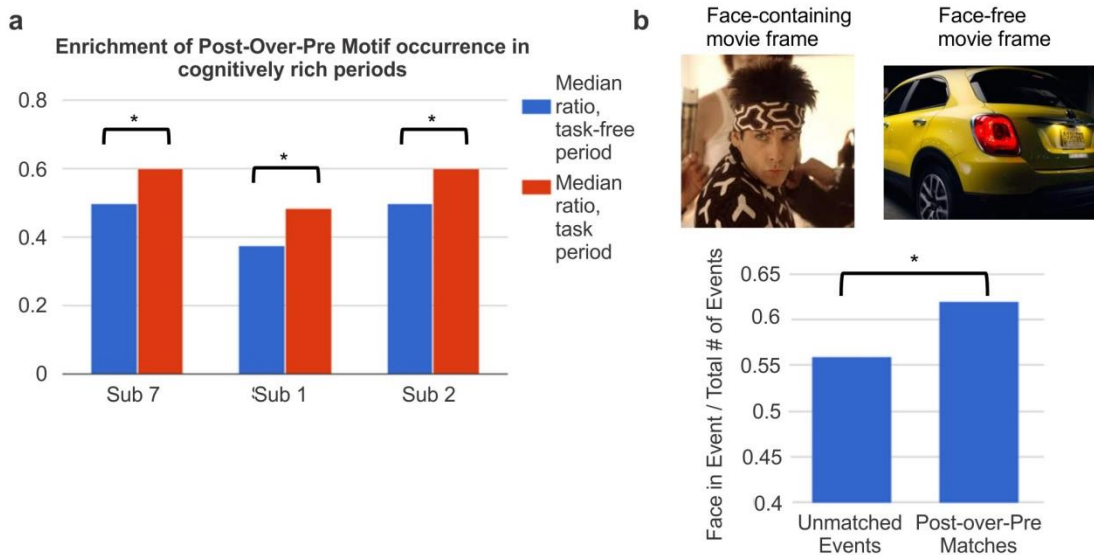 a
Enrichment of Post-Over-Pre Motif occurrence in
cognitively rich periods
0.8
0.6
0.4
0.2
0
Sub 7
Sub 1
Sub 2
*
*
*
Median
ratio,
task-free
period
Median
ratio,
task
period
b
Face-containing
movie frame
Face-free
movie frame
Face in Event / Total # of Events
0.65
0.6
0.55
0.5
0.45
0.4
*
Unmatched
Events
Post-over-Pre
Matches